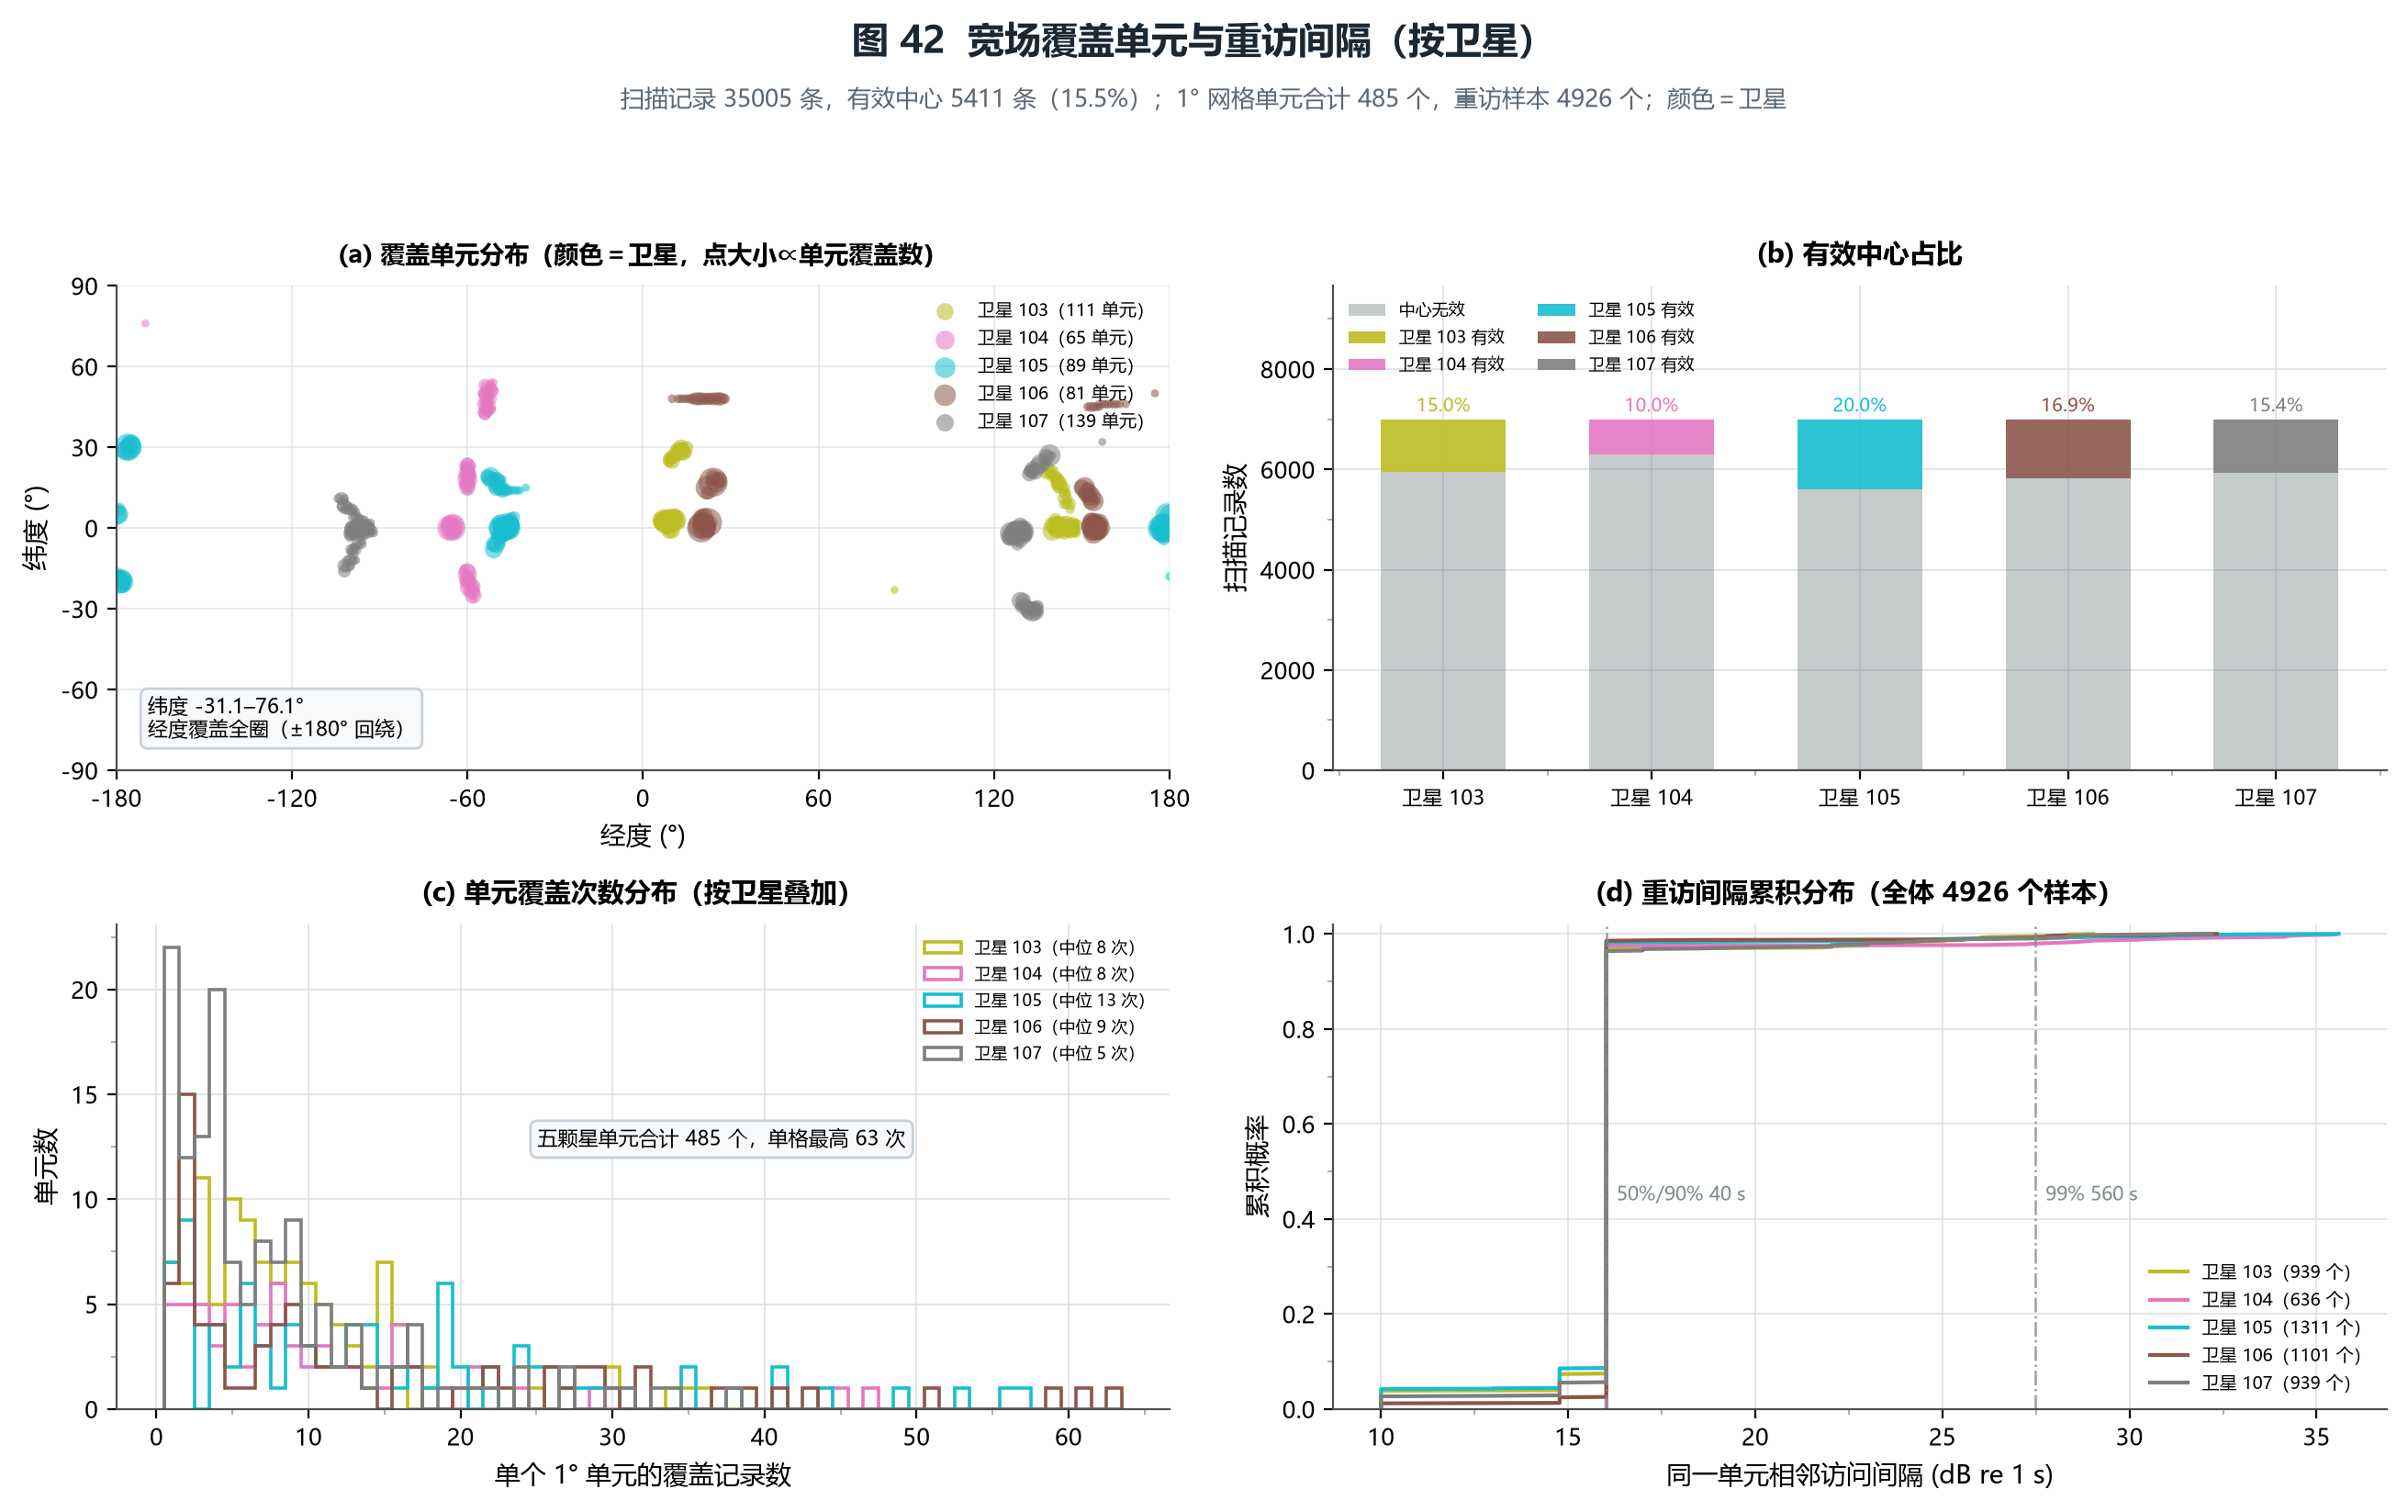 图 42 宽场覆盖单元与重访间隔（按卫星）
扫描记录 35005 条，有效中心 5411 条（15.5%）；1° 网格单元合计 485 个，重访样本 4926 个；颜色＝卫星
(a) 覆盖单元分布（颜色＝卫星，点大小∝单元覆盖数）
90
60
30
0
-30
-60
-90
纬度 (°)
卫星 103（111 单元）
卫星 104（65 单元）
卫星 105（89 单元）
卫星 106（81 单元）
卫星 107（139 单元）
纬度 -31.1–76.1°
经度覆盖全圈（±180° 回绕）
-180
-120
-60
0
60
120
180
经度 (°)
(b) 有效中心占比
中心无效
卫星 103 有效
卫星 104 有效
卫星 105 有效
卫星 106 有效
卫星 107 有效
8000
6000
4000
2000
0
扫描记录数
15.0%
10.0%
20.0%
16.9%
15.4%
卫星 103
卫星 104
卫星 105
卫星 106
卫星 107
(c) 单元覆盖次数分布（按卫星叠加）
20
15
10
5
0
单元数
卫星 103（中位 8 次）
卫星 104（中位 8 次）
卫星 105（中位 13 次）
卫星 106（中位 9 次）
卫星 107（中位 5 次）
五颗星单元合计 485 个，单格最高 63 次
0
10
20
30
40
50
60
单个 1° 单元的覆盖记录数
(d) 重访间隔累积分布（全体 4926 个样本）
1.0
0.8
0.6
0.4
0.2
0.0
累积概率
50%/90% 40 s
99% 560 s
卫星 103（939 个）
卫星 104（636 个）
卫星 105（1311 个）
卫星 106（1101 个）
卫星 107（939 个）
10
15
20
25
30
35
同一单元相邻访问间隔 (dB re 1 s)